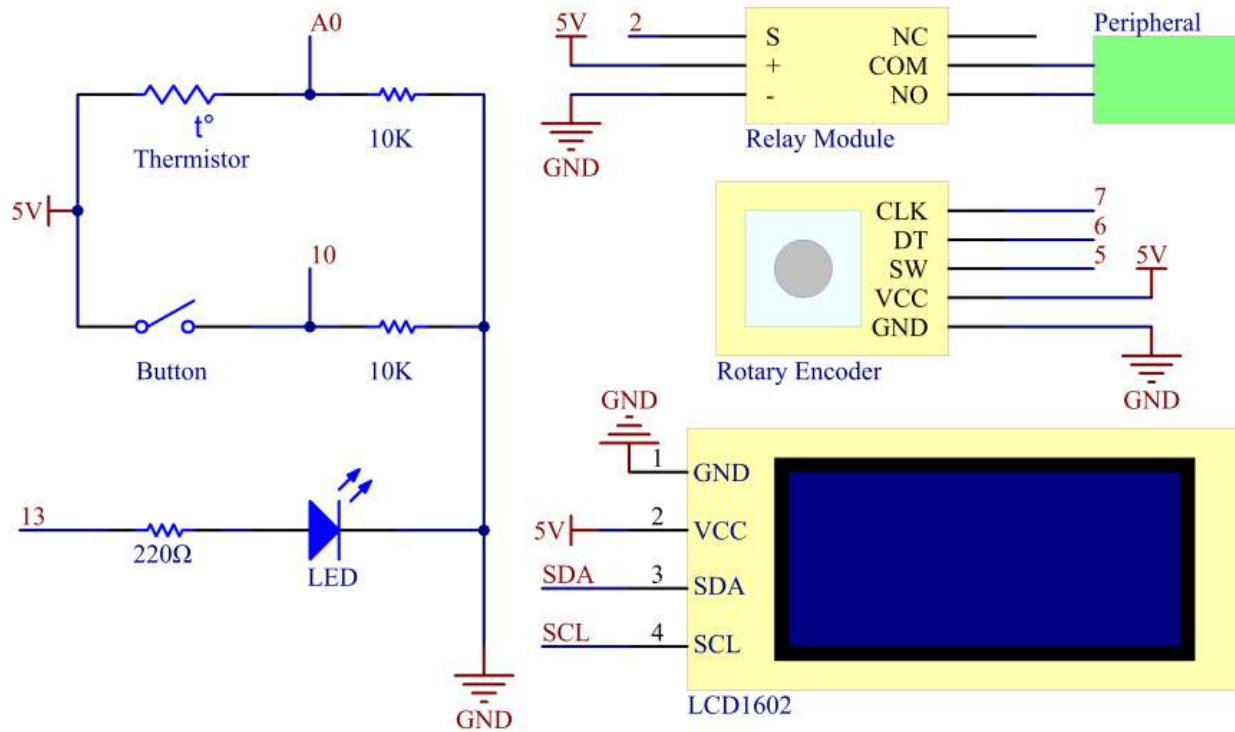 A0
t°
Thermistor
10K
5V
10
Button
10K
13
220Ω
LED
GND
5V
2
S
+
-
NC
COM
NO
Relay Module
GND
Peripheral
CLK
DT
SW
VCC
GND
7
6
5
5V
GND
Rotary Encoder
GND
1
GND
5V
2
VCC
SDA
3
SDA
SCL
4
SCL
LCD1602